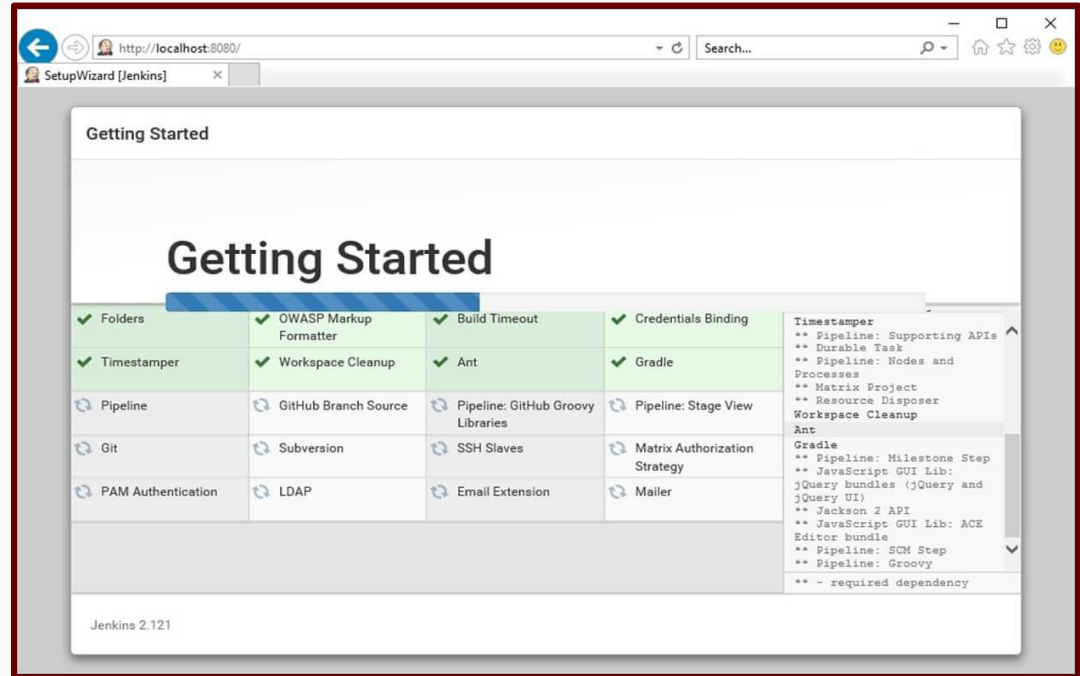 http://localhost:8080/
Search...
SetupWizard [Jenkins]
Getting Started
Getting Started
Folders
OWASP Markup
Formatter
Build Timeout
Credentials Binding
Timestamper
Workspace Cleanup
Ant
Gradle
Pipeline
GitHub Branch Source
Pipeline: GitHub Groovy
Libraries
Pipeline: Stage View
Git
Subversion
SSH Slaves
Matrix Authorization
Strategy
PAM Authentication
LDAP
Email Extension
Mailer
Timestamper
** Pipeline: Supporting APIs
** Durable Task
** Pipeline: Nodes and
Processes
** Matrix Project
** Resource Disposer
Workspace Cleanup
Ant
Gradle
** Pipeline: Milestone Step
** JavaScript GUI Lib:
jQuery bundles (jQuery and
jQuery UI)
** Jackson 2 API
** JavaScript GUI Lib: ACE
Editor bundle
** Pipeline: SCM Step
** Pipeline: Groovy
** - required dependency
Jenkins 2.121